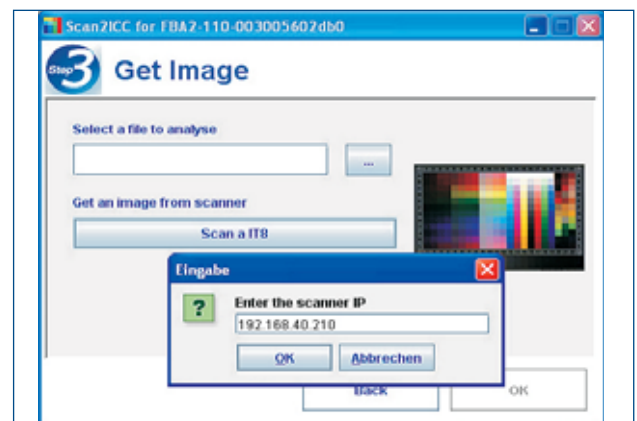 Scan2ICC for FBA2-110-003005602db0
Step 3 Get Image
Select a file to analyse
...
Get an image from scanner
Scan a IT8
Eingabe
?
Enter the scanner IP
192.168.40.210
OK Abbrechen
Back OK